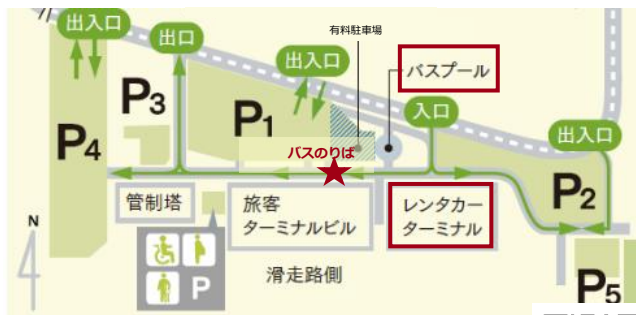 出入口
出口
有料駐車場
出入口
バスプール
P3
P1
入口
出入口
P4
バスのりば
P2
管制塔
旅客
ターミナルビル
レンタカー
ターミナル
N
P
滑走路側
P5